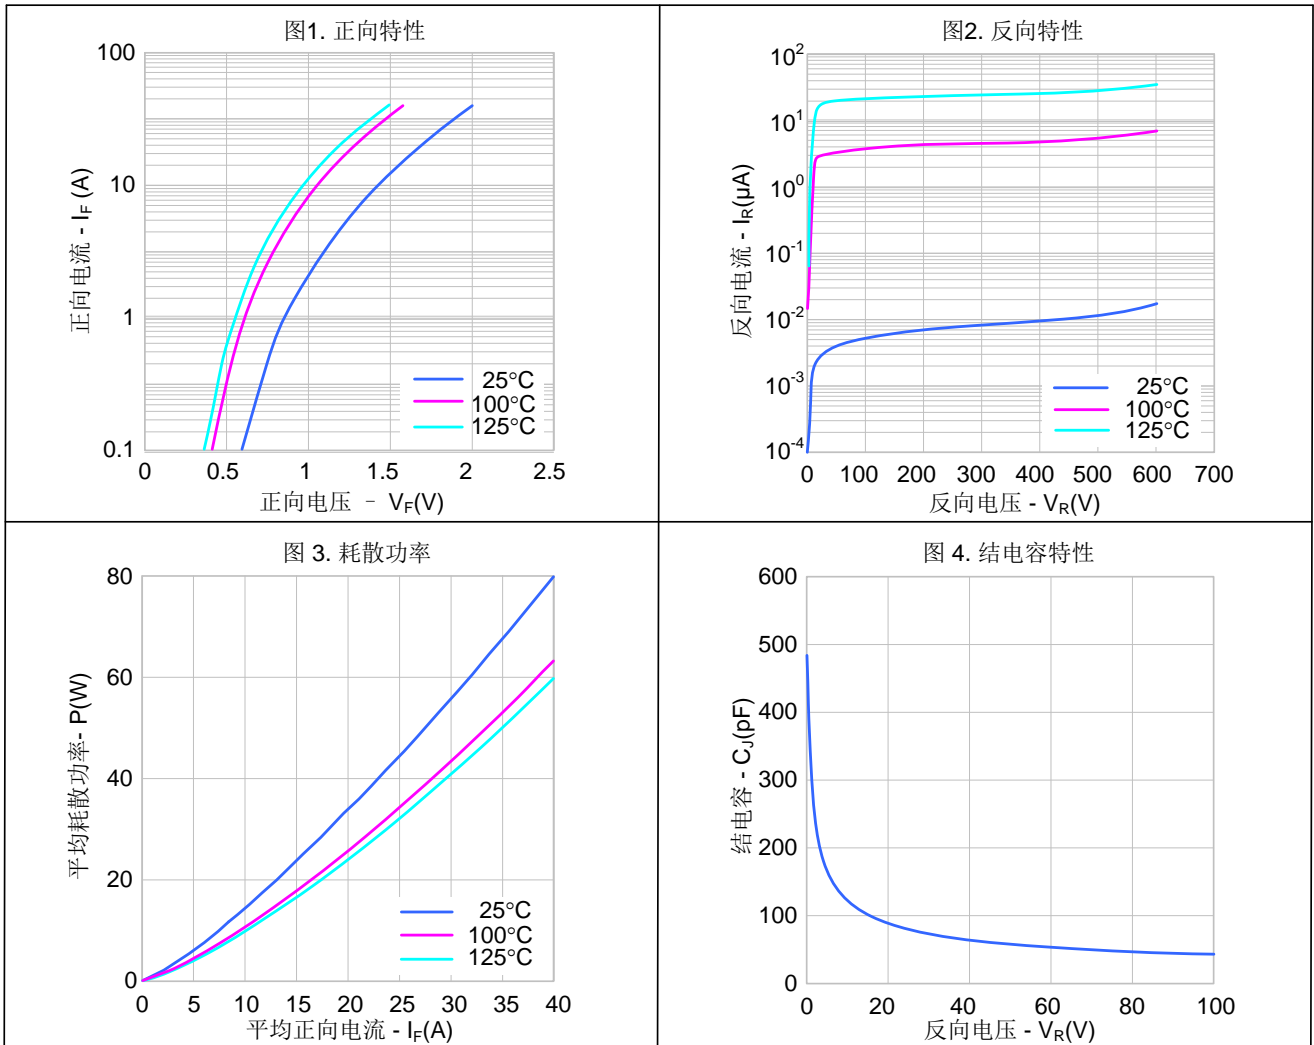 图1. 正向特性
100
10
1
0.1
正向电流 - IF (A)
25°C
100°C
125°C
0 0.5 1 1.5 2 2.5
正向电压 - VF(V)
图2. 反向特性
10²
10¹
10⁰
10⁻¹
10⁻²
10⁻³
10⁻⁴
反向电流 - IR(μA)
25°C
100°C
125°C
0 100 200 300 400 500 600 700
反向电压 - VR(V)
图 3. 耗散功率
80
60
40
20
0
平均耗散功率- P(W)
25°C
100°C
125°C
0 5 10 15 20 25 30 35 40
平均正向电流 - IF(A)
图 4. 结电容特性
600
500
400
300
200
100
0
结电容 - CJ(pF)
0 20 40 60 80 100
反向电压 - VR(V)